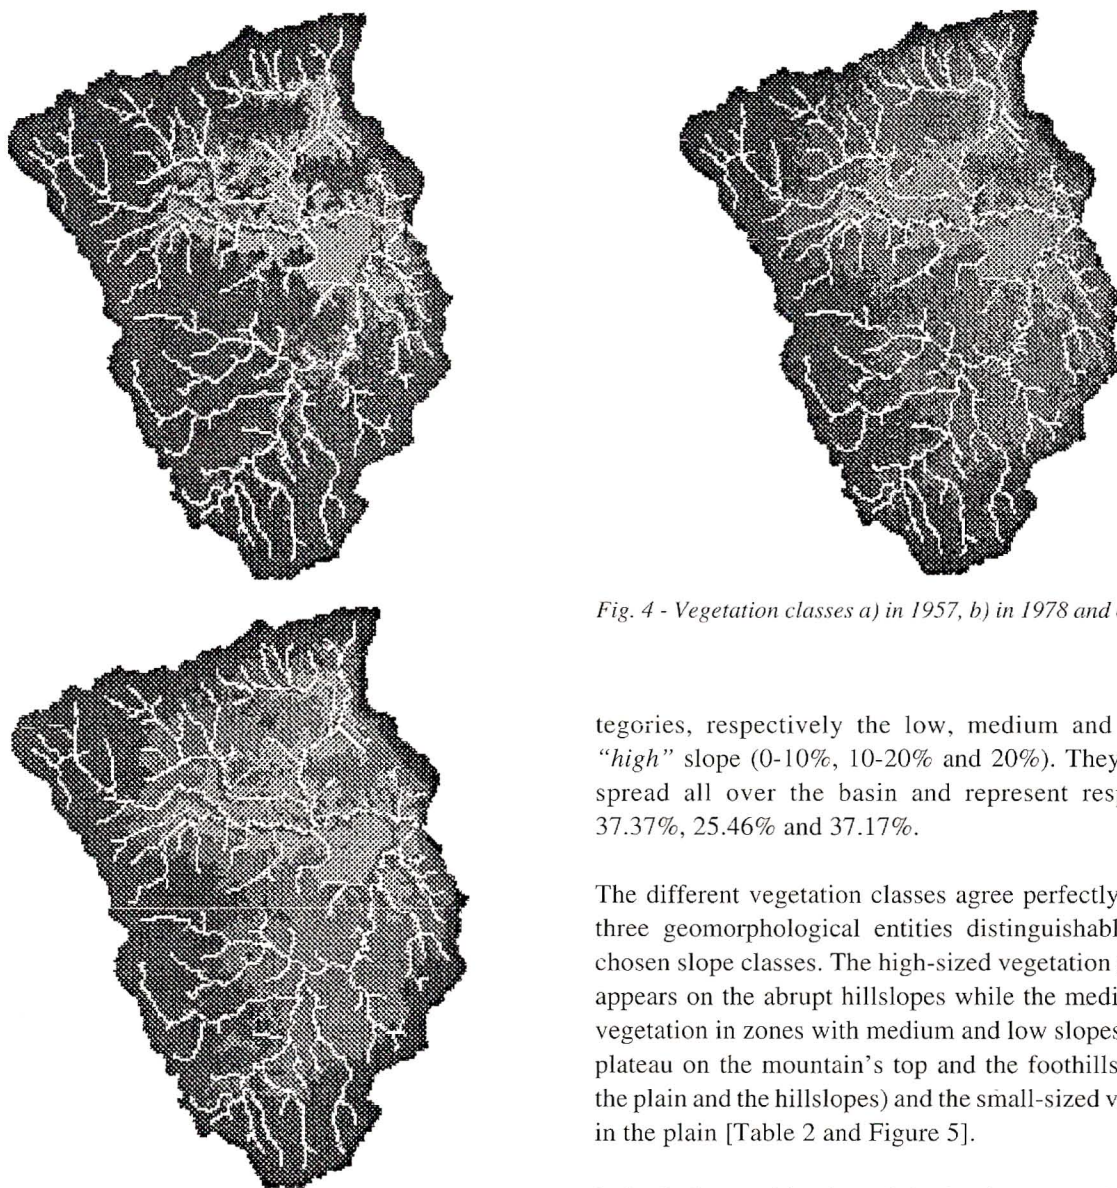 Fig. 4 - Vegetation classes a) in 1957, b) in 1978 and
tegories, respectively the low, medium and
"high" slope (0-10%, 10-20% and 20%). They
spread all over the basin and represent
37.37%, 25.46% and 37.17%.
The different vegetation classes agree perfectly
three geomorphological entities
chosen slope classes. The high-sized vegetation
appears on the abrupt hillslopes while the
vegetation in zones with medium and low slopes
plateau on the mountain's top and the foothills
the plain and the hillslopes) and the small-sized
in the plain [Table 2 and Figure 5].